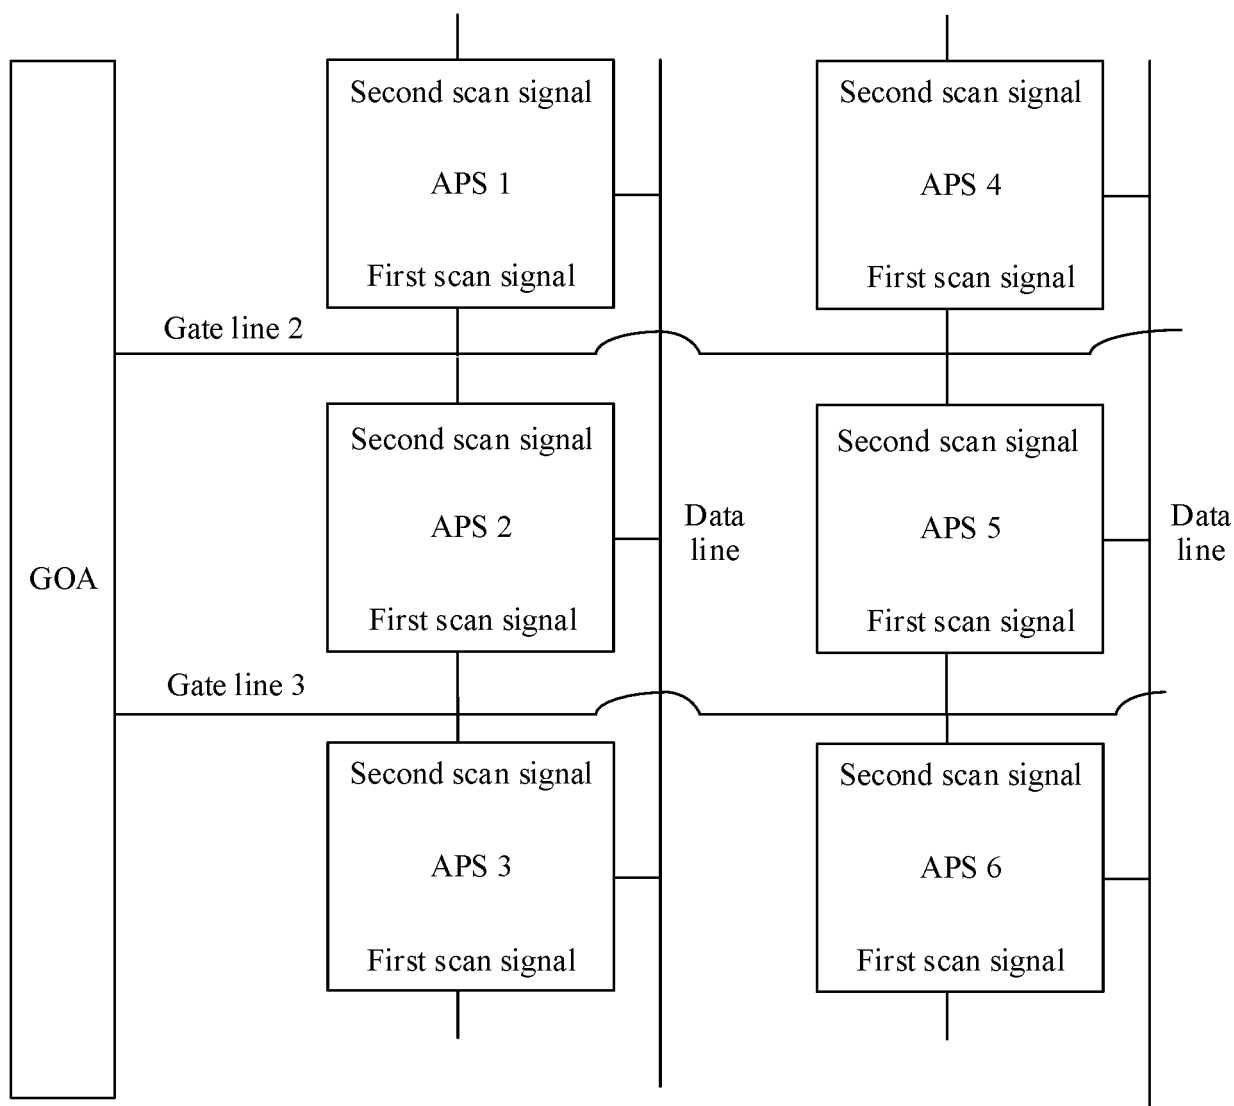 Second scan signal
Second scan signal
APS 1
APS 4
First scan signal
First scan signal
Gate line 2
Second scan signal
Second scan signal
APS 2
Data
line
APS 5
Data
line
GOA
First scan signal
First scan signal
Gate line 3
Second scan signal
Second scan signal
APS 3
APS 6
First scan signal
First scan signal